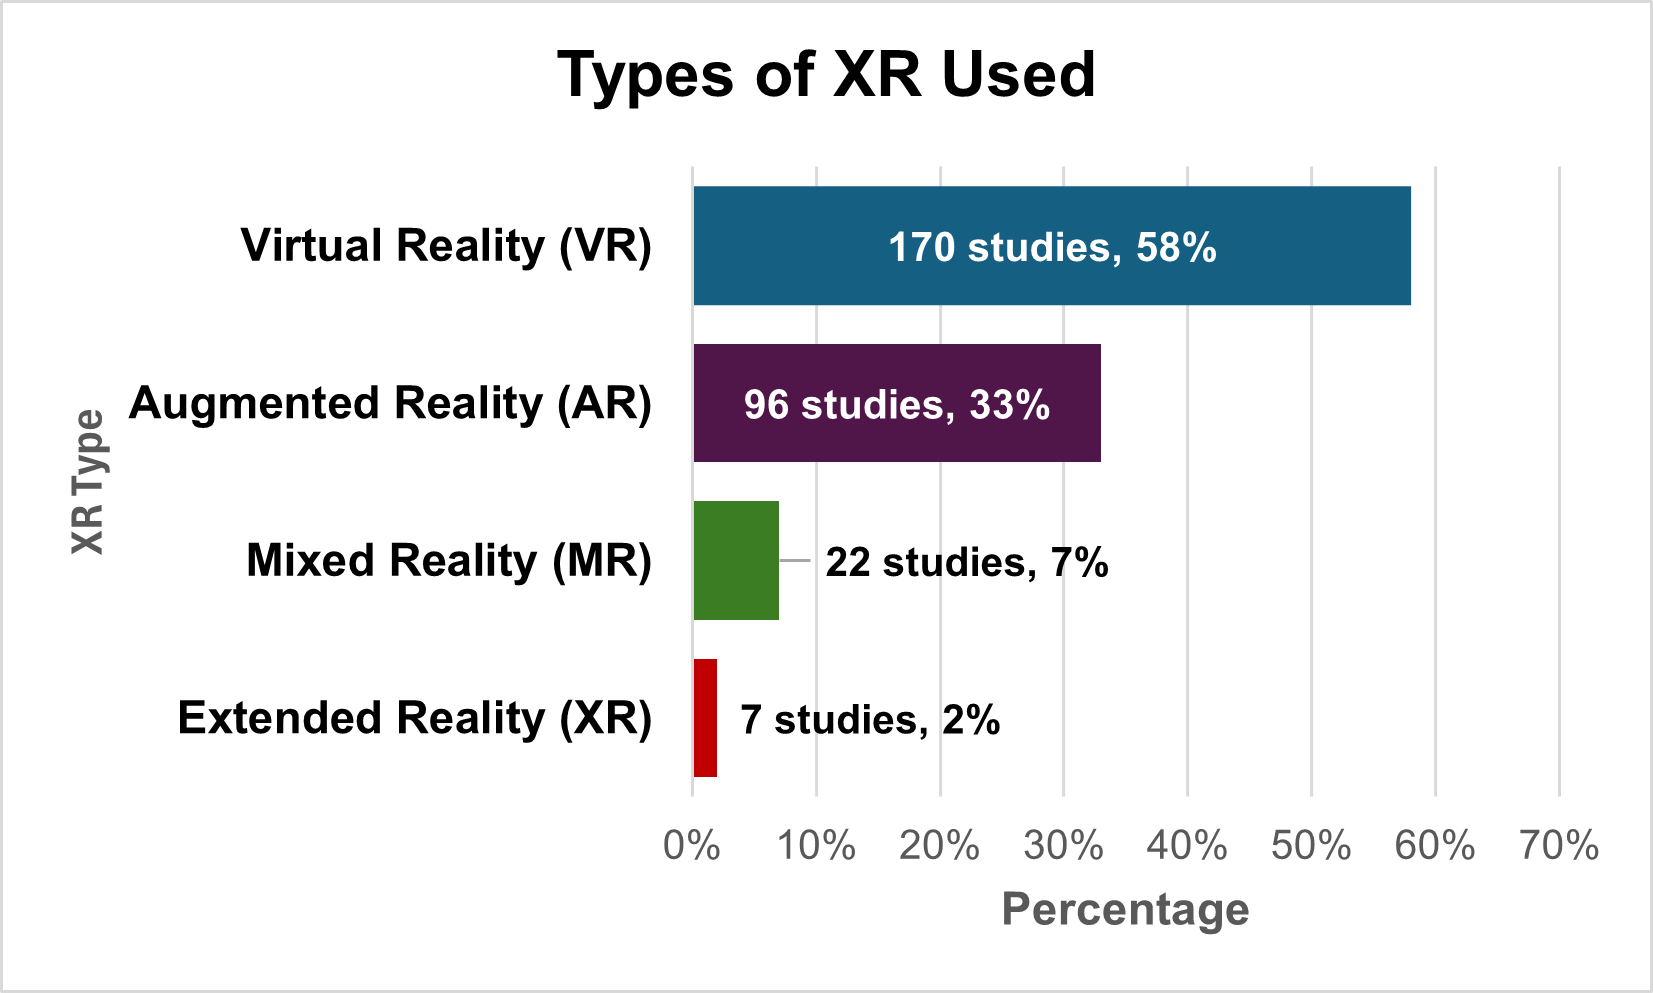 Types of XR Used
XR Type
Virtual Reality (VR)
170 studies, 58%
Augmented Reality (AR)
96 studies, 33%
Mixed Reality (MR)
22 studies, 7%
Extended Reality (XR)
7 studies, 2%
0% 10% 20% 30% 40% 50% 60% 70%
Percentage